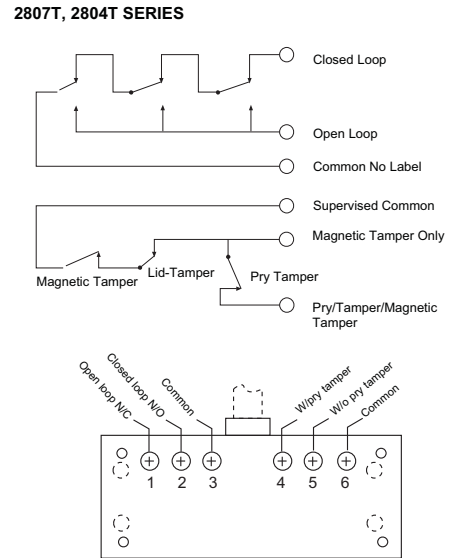 2807T, 2804T SERIES
Closed Loop
Open Loop
Common No Label
Supervised Common
Magnetic Tamper Only
Magnetic Tamper
Lid-Tamper
Pry Tamper
Pry/Tamper/Magnetic
Tamper
Open loop N/C
Closed loop N/O
Common
W/pry tamper
W/o pry tamper
Common
1 2 3 4 5 6